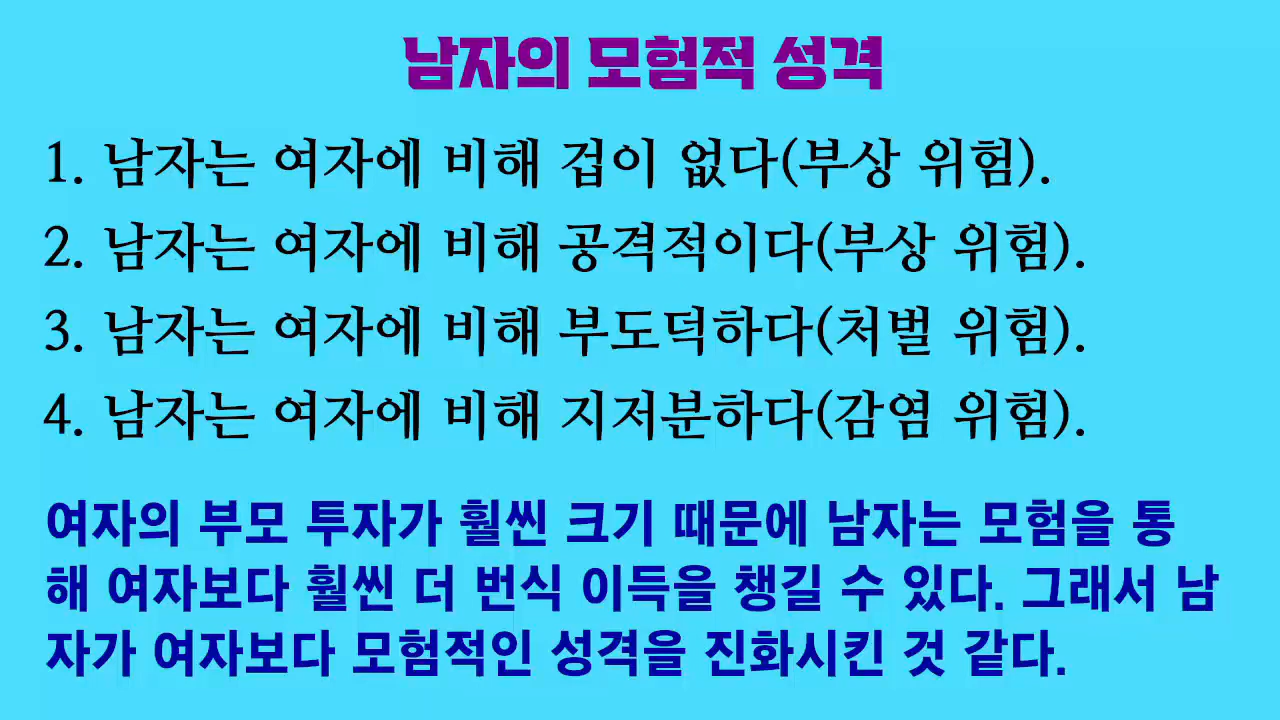 남자의 모험적 성격
1. 남자는 여자에 비해 겁이 없다(부상 위험).
2. 남자는 여자에 비해 공격적이다(부상 위험).
3. 남자는 여자에 비해 부도덕하다(처벌 위험).
4. 남자는 여자에 비해 지저분하다(감염 위험).
여자의 부모 투자가 훨씬 크기 때문에 남자는 모험을 통
해 여자보다 훨씬 더 번식 이득을 챙길 수 있다. 그래서 남
자가 여자보다 모험적인 성격을 진화시킨 것 같다.